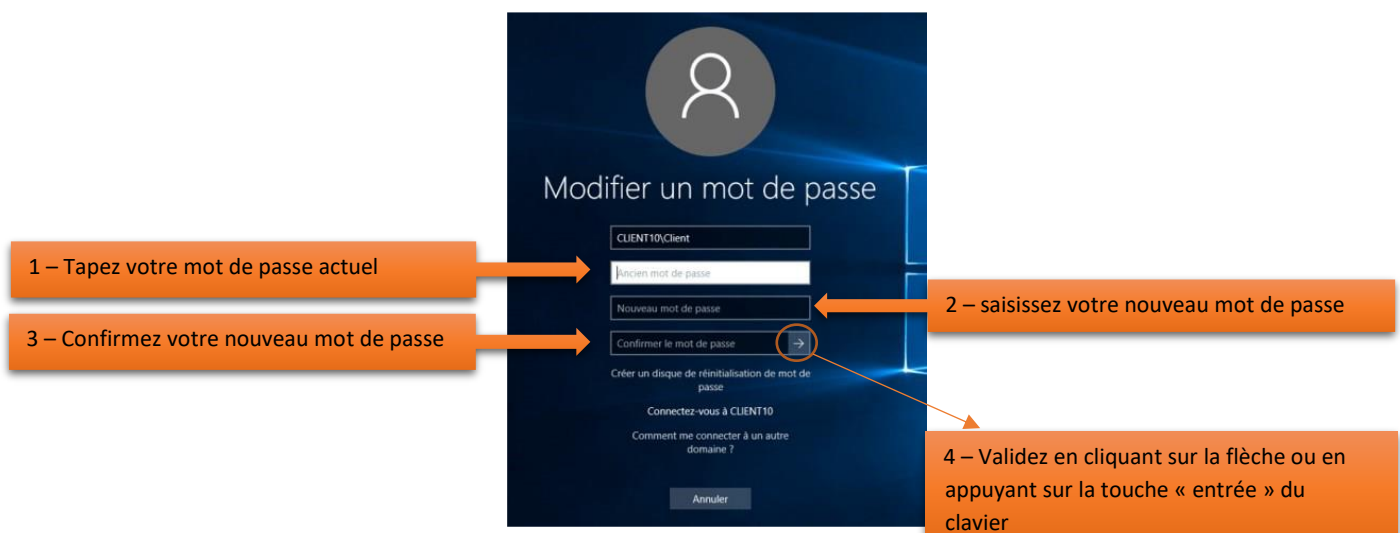 Modifier un mot de passe
CLIENT10\Client
1 – Tapez votre mot de passe actuel
Ancien mot de passe
Nouveau mot de passe
2 – saisissez votre nouveau mot de passe
3 – Confirmez votre nouveau mot de passe
Confirmer le mot de passe
Créer un disque de réinitialisation de mot de
passe
Connectez-vous à CLIENT10
Comment me connecter à un autre
domaine ?
4 – Validez en cliquant sur la flèche ou en
appuyant sur la touche « entrée » du
clavier
Annuler